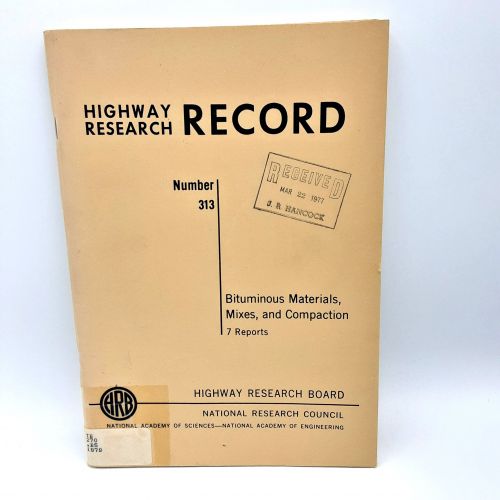 HIGHWAY
RESEARCH RECORD
Number
313
RECEIVED
MAR 22 1977
J. R HANCOCK
Bituminous Materials,
Mixes, and Compaction
7 Reports
HRB
HIGHWAY RESEARCH BOARD
NATIONAL RESEARCH COUNCIL
NATIONAL ACADEMY OF SCIENCES—NATIONAL ACADEMY OF ENGINEERING